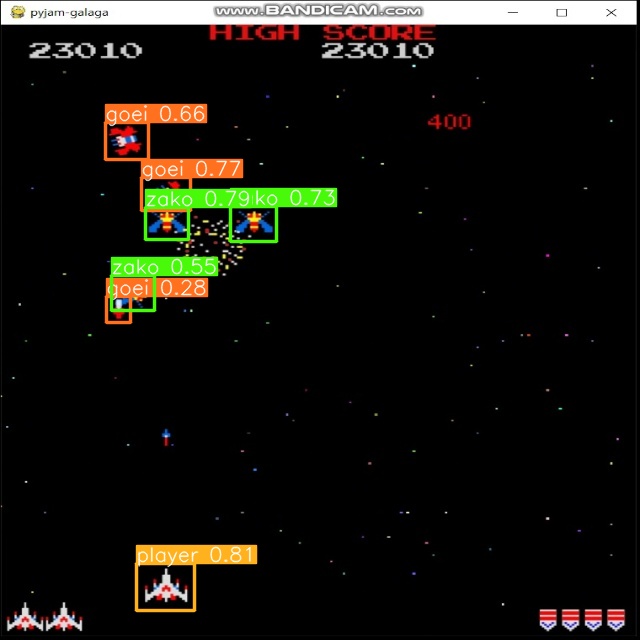 pyjam-galaga
www.BANDICAM.com
HIGH SCORE
23010 23010
goei 0.66
400
goei 0.77
zako 0.79 ko 0.73
zako 0.55
goei 0.28
player 0.81